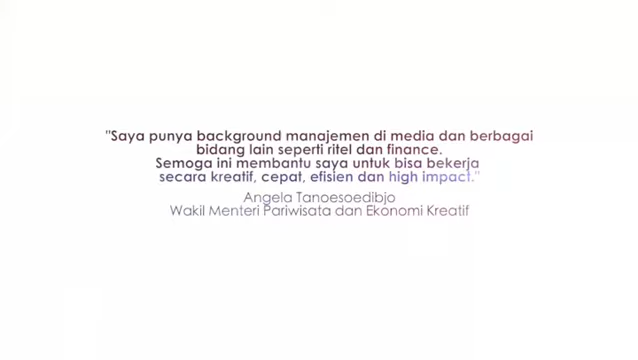 "Saya punya background manajemen di media dan berbagai
bidang lain seperti ritel dan finance.
Semoga ini membantu saya untuk bisa bekerja
secara kreatif, cepat, efisien dan high impact."
Angela Tanoesoedibjo
Wakil Menteri Pariwisata dan Ekonomi Kreatif